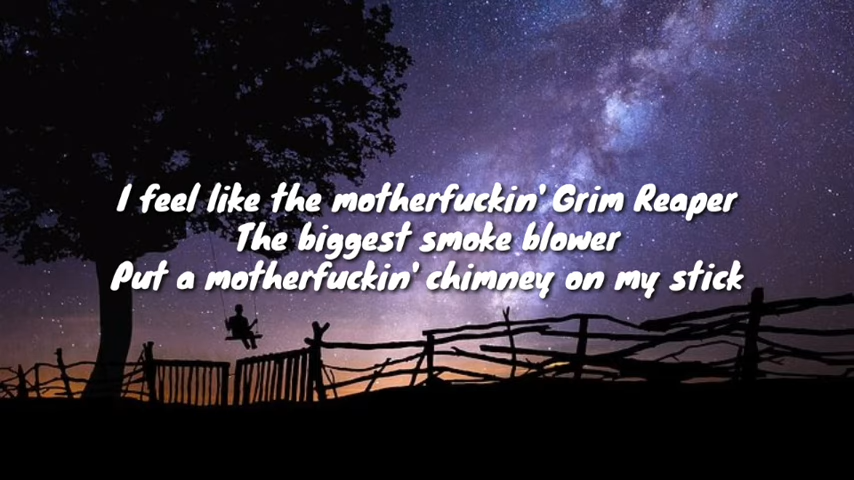 I feel like the motherfuckin' Grim Reaper
The biggest smoke blower
Put a motherfuckin' chimney on my stick